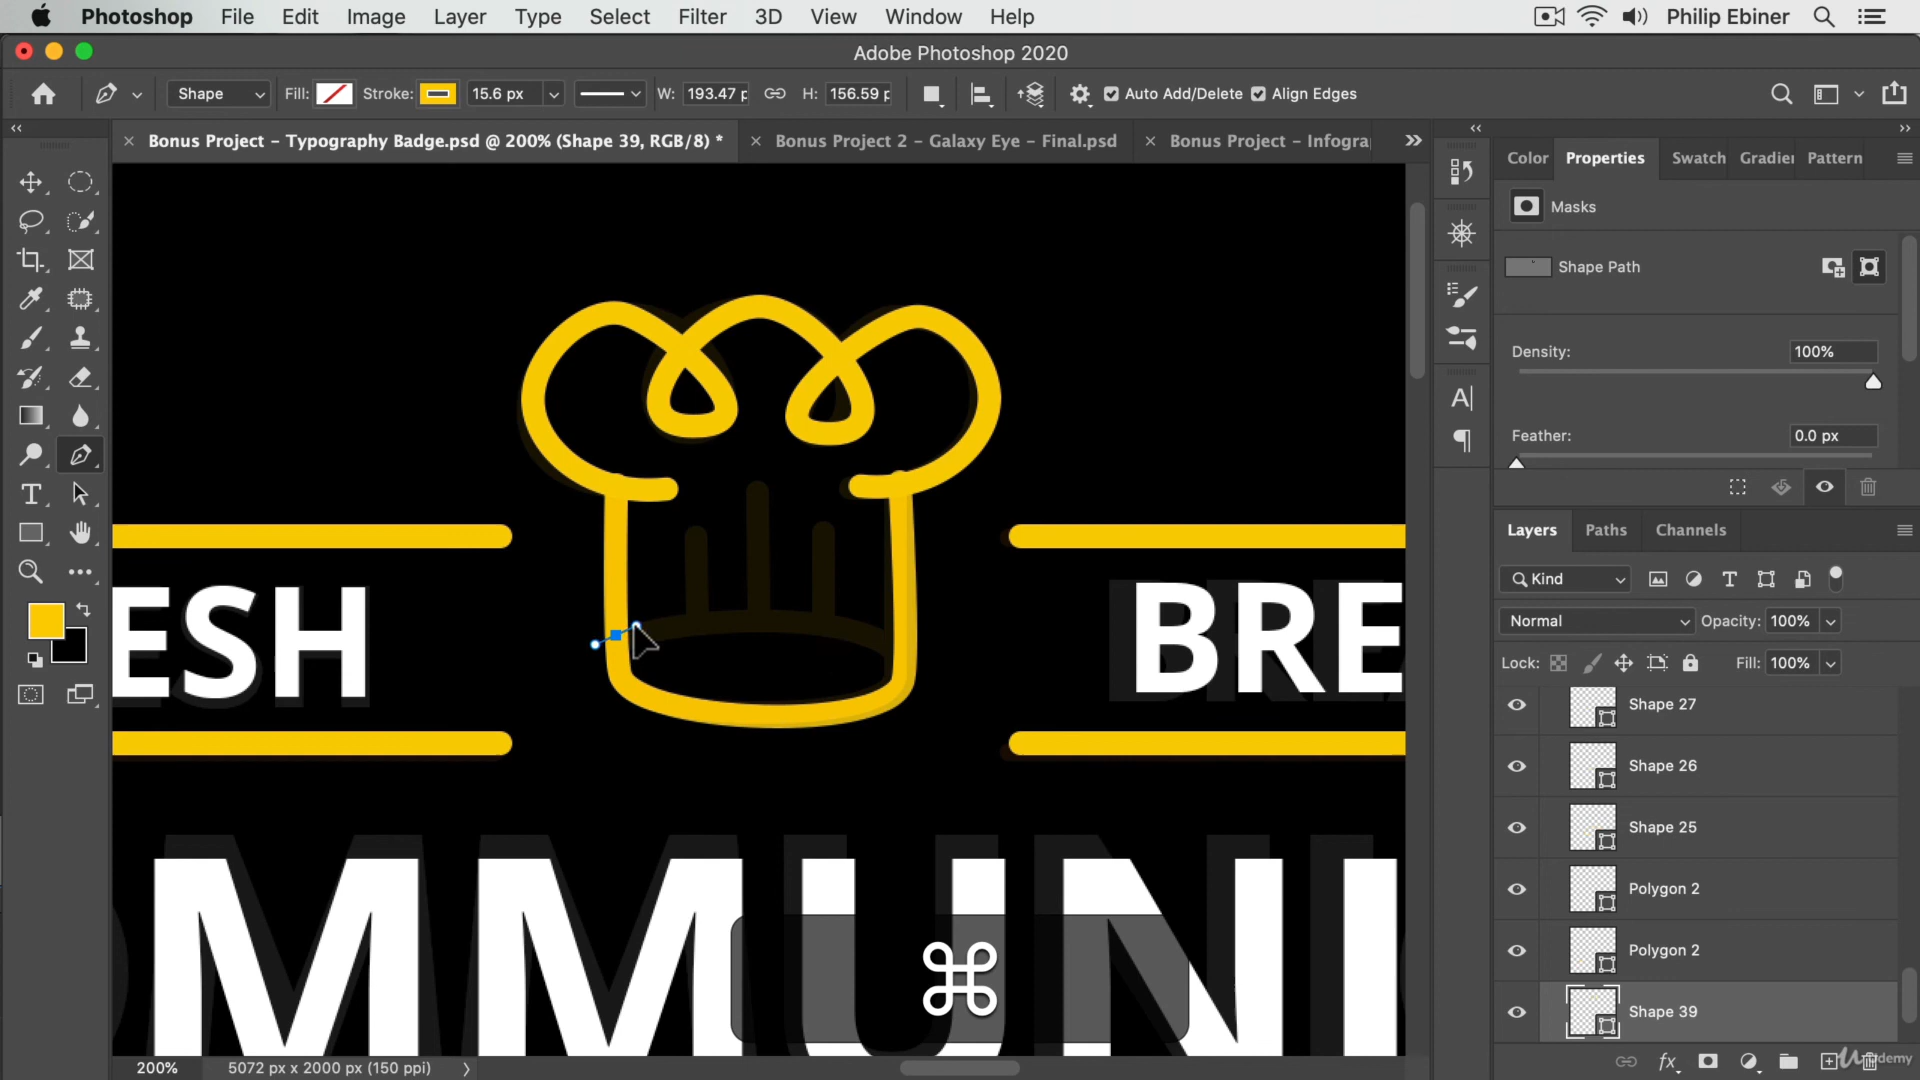 Photoshop File Edit Image Layer Type Select Filter 3D View Window Help Philip Ebiner
Adobe Photoshop 2020
Shape Fill: Stroke: 15.6 px W: 193.47 p H: 156.59 p Auto Add/Delete Align Edges
Bonus Project – Typography Badge.psd @ 200% (Shape 39, RGB/8) * Bonus Project 2 – Galaxy Eye – Final.psd Bonus Project – Infogra
Color Properties Swatch Gradier Pattern
Masks
Shape Path
Density: 100%
Feather: 0.0 px
Layers Paths Channels
Kind
Normal Opacity: 100%
Lock: Fill: 100%
Shape 27
Shape 26
Shape 25
Polygon 2
Polygon 2
Shape 39
ESH BRE
MMUNI
200% 5072 px x 2000 px (150 ppi)
Udemy